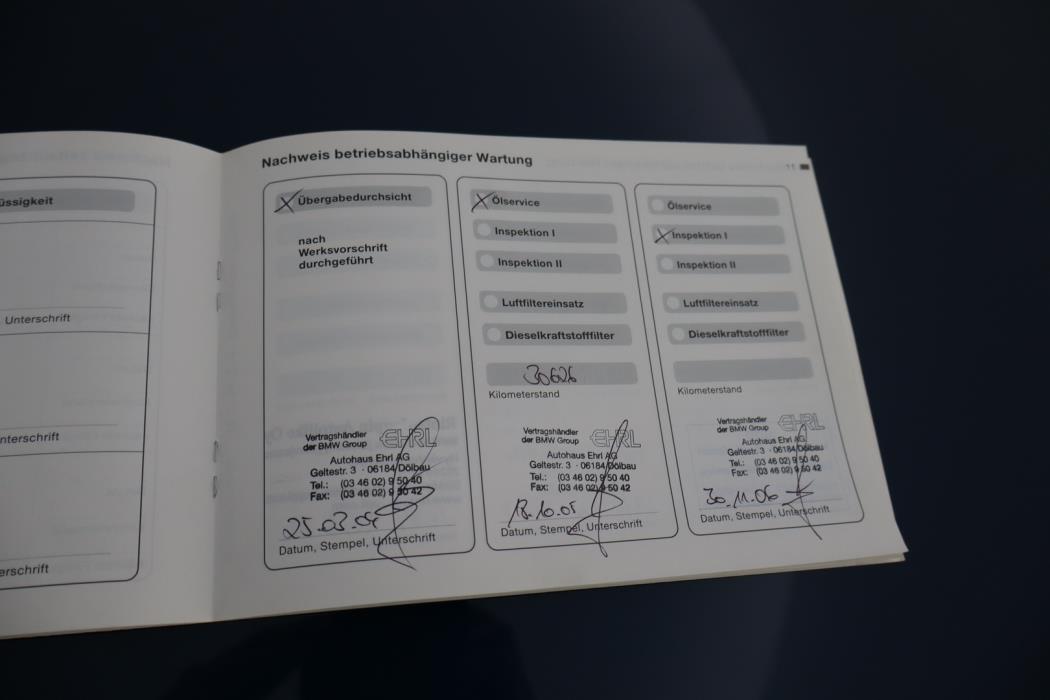 üssigkeit
Unterschrift
nterschrift
erschrift
Nachweis betriebsabhängiger Wartung
11
X Übergabedurchsicht
nach
Werksvorschrift
durchgeführt
Vertragshändler
der BMW Group
EHRL
Autohaus Ehrl AG
Geltestr. 3 · 06184 Dölbau
Tel.: (03 46 02) 9 50 40
Fax: (03 46 02) 9 50 42
25.03.05
Datum, Stempel, Unterschrift
X Ölservice
Inspektion I
Inspektion II
Luftfiltereinsatz
Dieselkraftstofffilter
30626
Kilometerstand
Vertragshändler
der BMW Group
EHRL
Autohaus Ehrl AG
Geltestr. 3 · 06184 Dölbau
Tel.: (03 46 02) 9 50 40
Fax: (03 46 02) 9 50 42
18.10.05
Datum, Stempel, Unterschrift
Ölservice
X Inspektion I
Inspektion II
Luftfiltereinsatz
Dieselkraftstofffilter
Kilometerstand
Vertragshändler
der BMW Group
EHRL
Autohaus Ehrl AG
Geltestr. 3 · 06184 Dölbau
Tel.: (03 46 02) 9 50 40
Fax: (03 46 02) 9 50 42
30.11.06
Datum, Stempel, Unterschrift